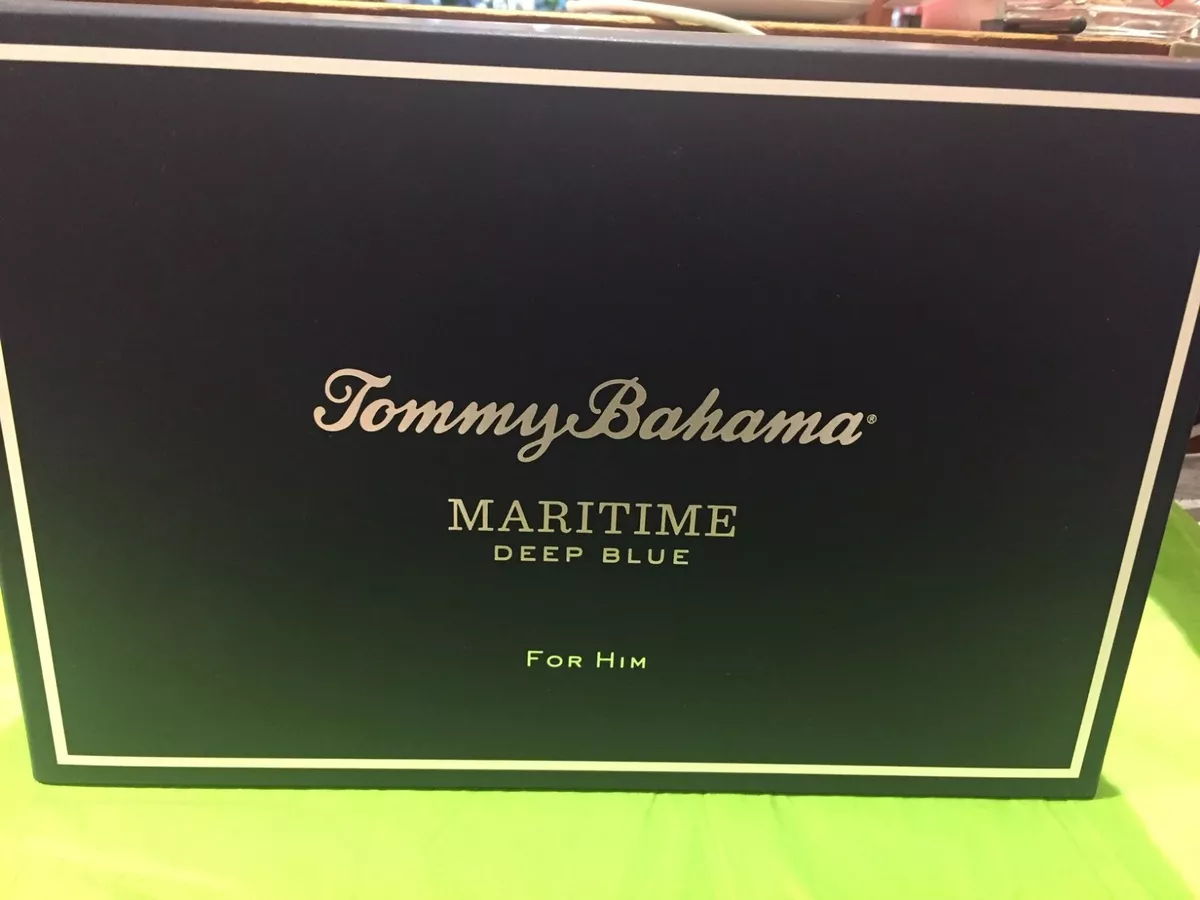 Tommy Bahama®
MARITIME
DEEP BLUE
FOR HIM